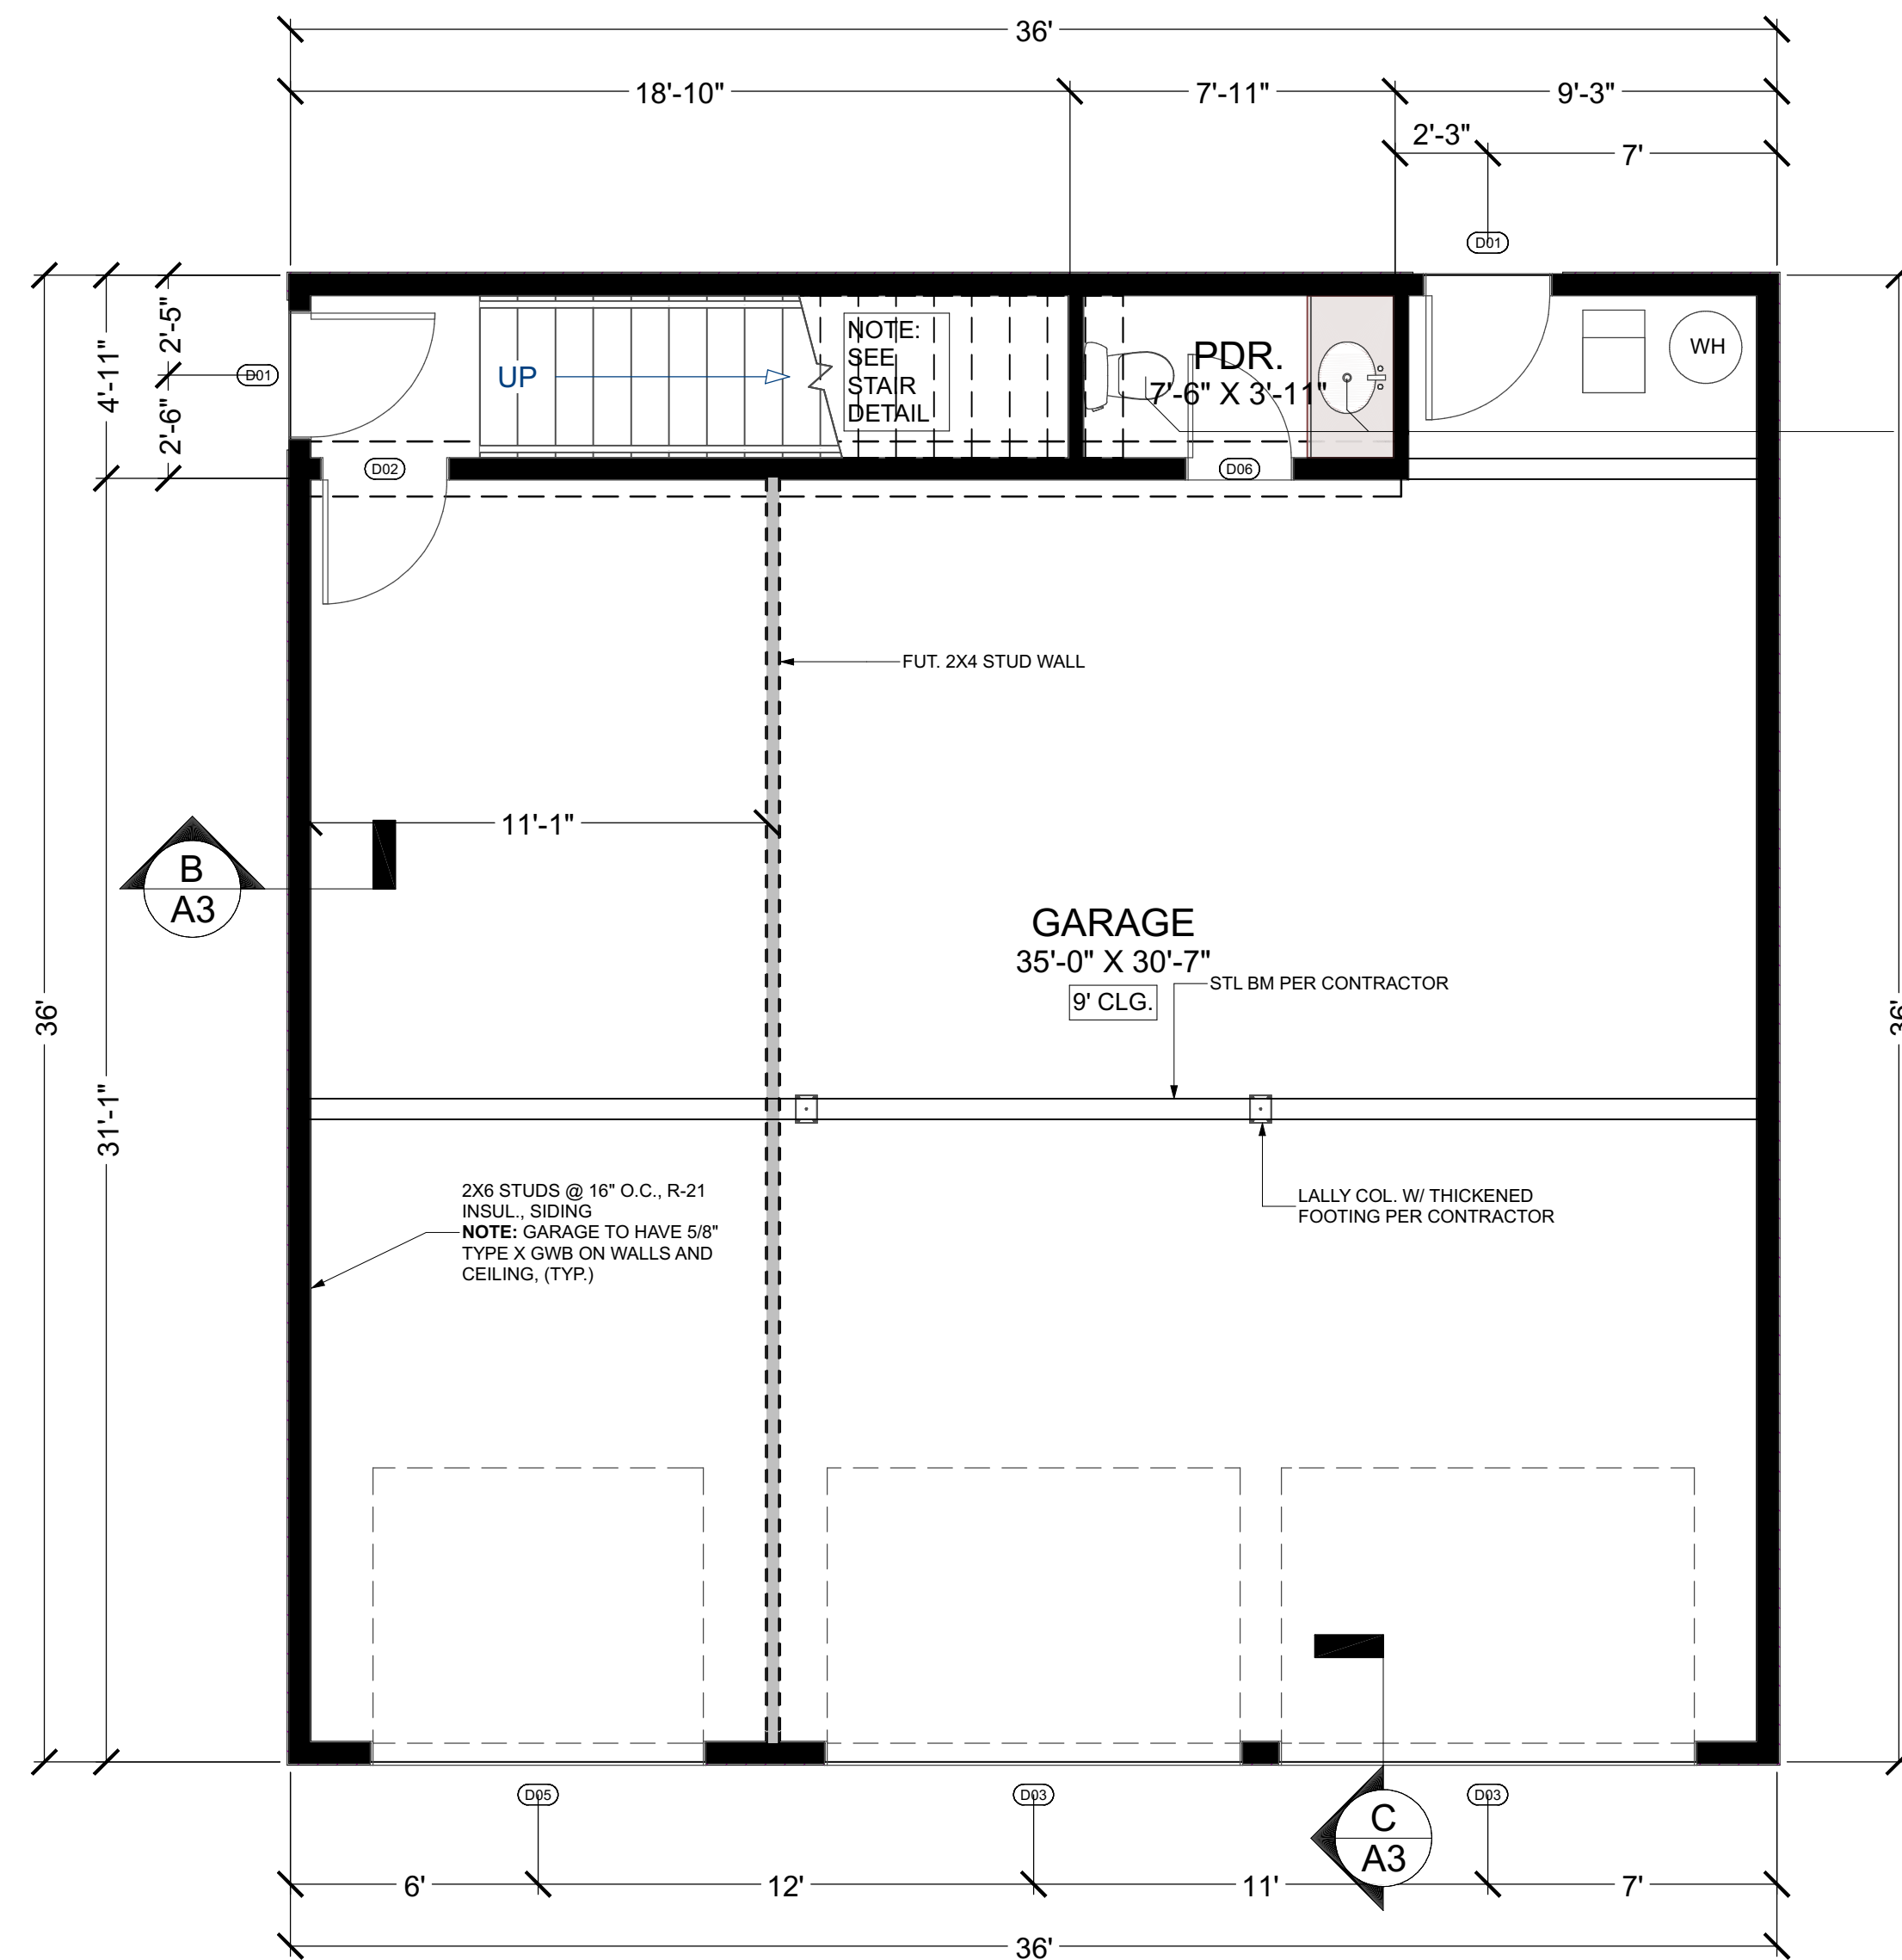 36'
18'-10"
7'-11"
9'-3"
2'-3"
7'
D01
2'-5"
4'-11"
2'-6"
D01
UP
NOTE:
SEE
STAIR
DETAIL
PDR.
7'-6" X 3'-11"
WH
D02
D06
FUT. 2X4 STUD WALL
11'-1"
B
A3
GARAGE
35'-0" X 30'-7"
9' CLG.
STL BM PER CONTRACTOR
36'
36'
31'-1"
2X6 STUDS @ 16" O.C., R-21
INSUL., SIDING
NOTE: GARAGE TO HAVE 5/8"
TYPE X GWB ON WALLS AND
CEILING, (TYP.)
LALLY COL. W/ THICKENED
FOOTING PER CONTRACTOR
D05
D03
D03
C
A3
6'
12'
11'
7'
36'